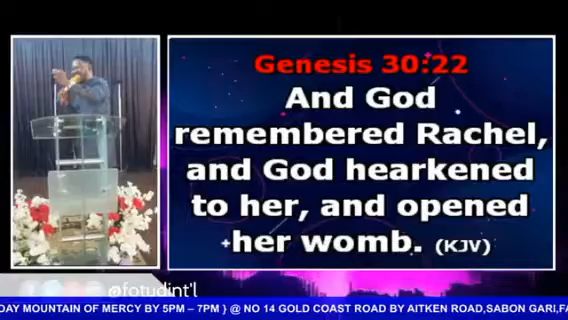 Genesis 30:22
And God
remembered Rachel,
and God hearkened
to her, and opened
her womb. (KJV)
@fotudint'l
DAY MOUNTAIN OF MERCY BY 5PM – 7PM } @ NO 14 GOLD COAST ROAD BY AITKEN ROAD,SABON GARI,FA